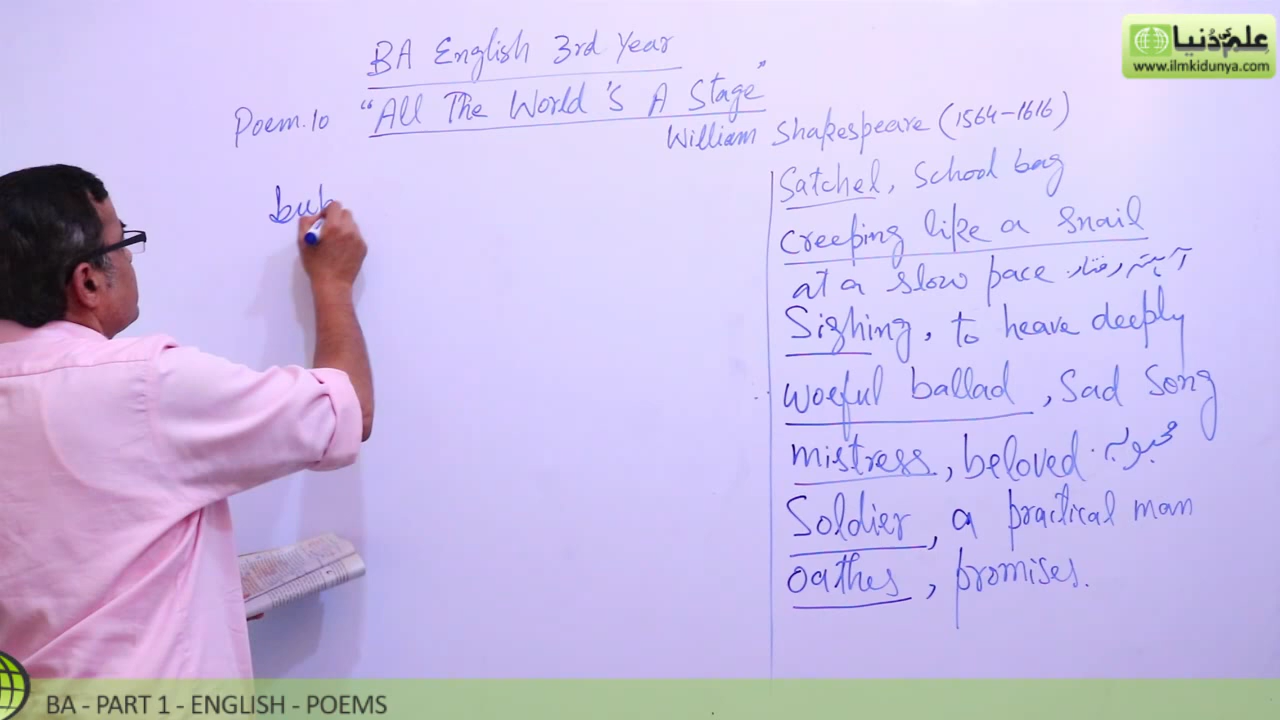 علم کی دُنیا
www.ilmkidunya.com
BA English 3rd Year
Poem.10 "All The World'S A Stage"
William Shakespeare (1564-1616)
bub
Satchel, School bag
creeping like a snail
at a slow pace. آہستہ رفتار
Sighing, to heave deeply
woeful ballad, Sad Song
mistress, beloved. محبوبہ
Soldier, a practical man
oathes, promises.
BA - PART 1 - ENGLISH - POEMS